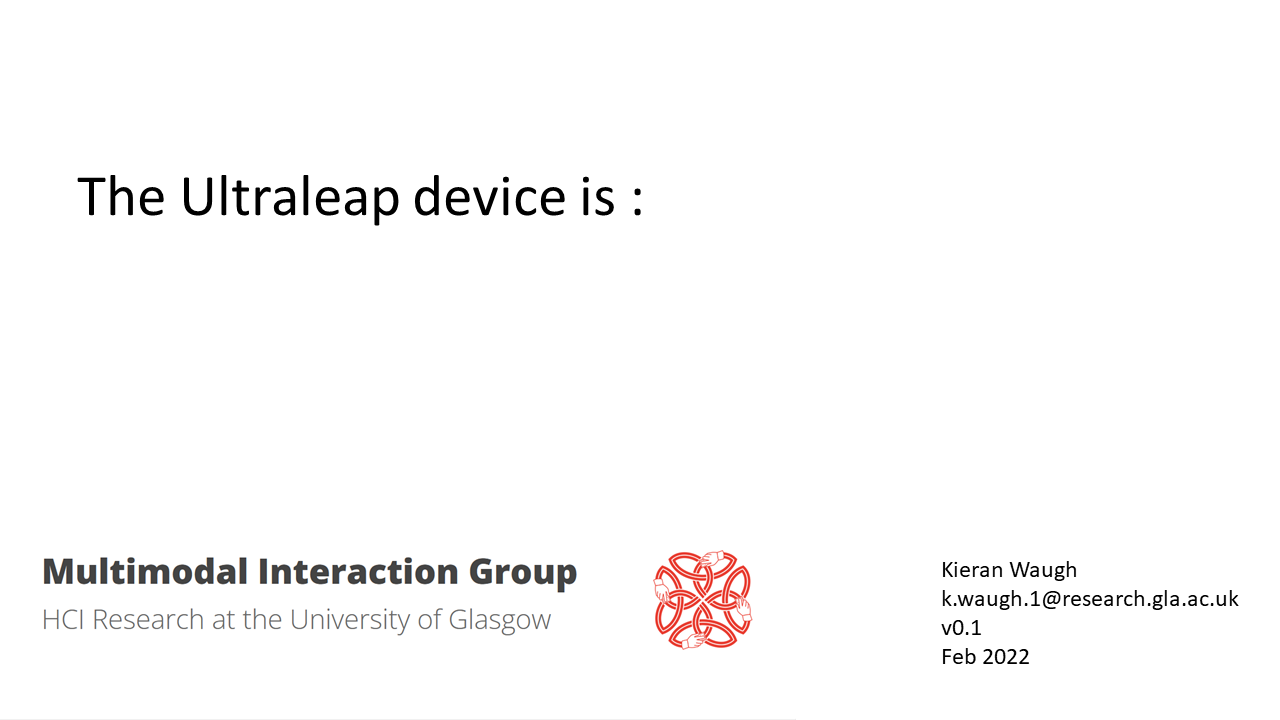 The Ultraleap device is :
Multimodal Interaction Group
HCI Research at the University of Glasgow
Kieran Waugh
k.waugh.1@research.gla.ac.uk
v0.1
Feb 2022